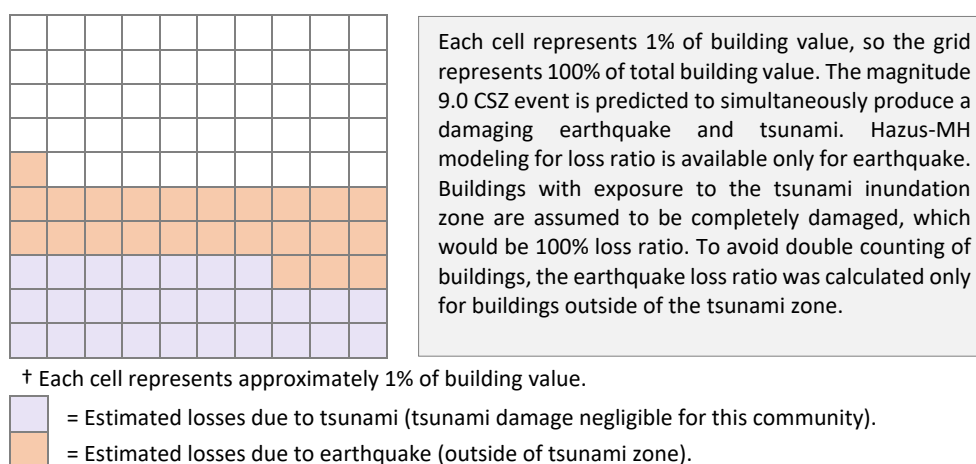 Each cell represents 1% of building value, so the grid
represents 100% of total building value. The magnitude
9.0 CSZ event is predicted to simultaneously produce a
damaging earthquake and tsunami. Hazus-MH
modeling for loss ratio is available only for earthquake.
Buildings with exposure to the tsunami inundation
zone are assumed to be completely damaged, which
would be 100% loss ratio. To avoid double counting of
buildings, the earthquake loss ratio was calculated only
for buildings outside of the tsunami zone.
† Each cell represents approximately 1% of building value.
= Estimated losses due to tsunami (tsunami damage negligible for this community).
= Estimated losses due to earthquake (outside of tsunami zone).